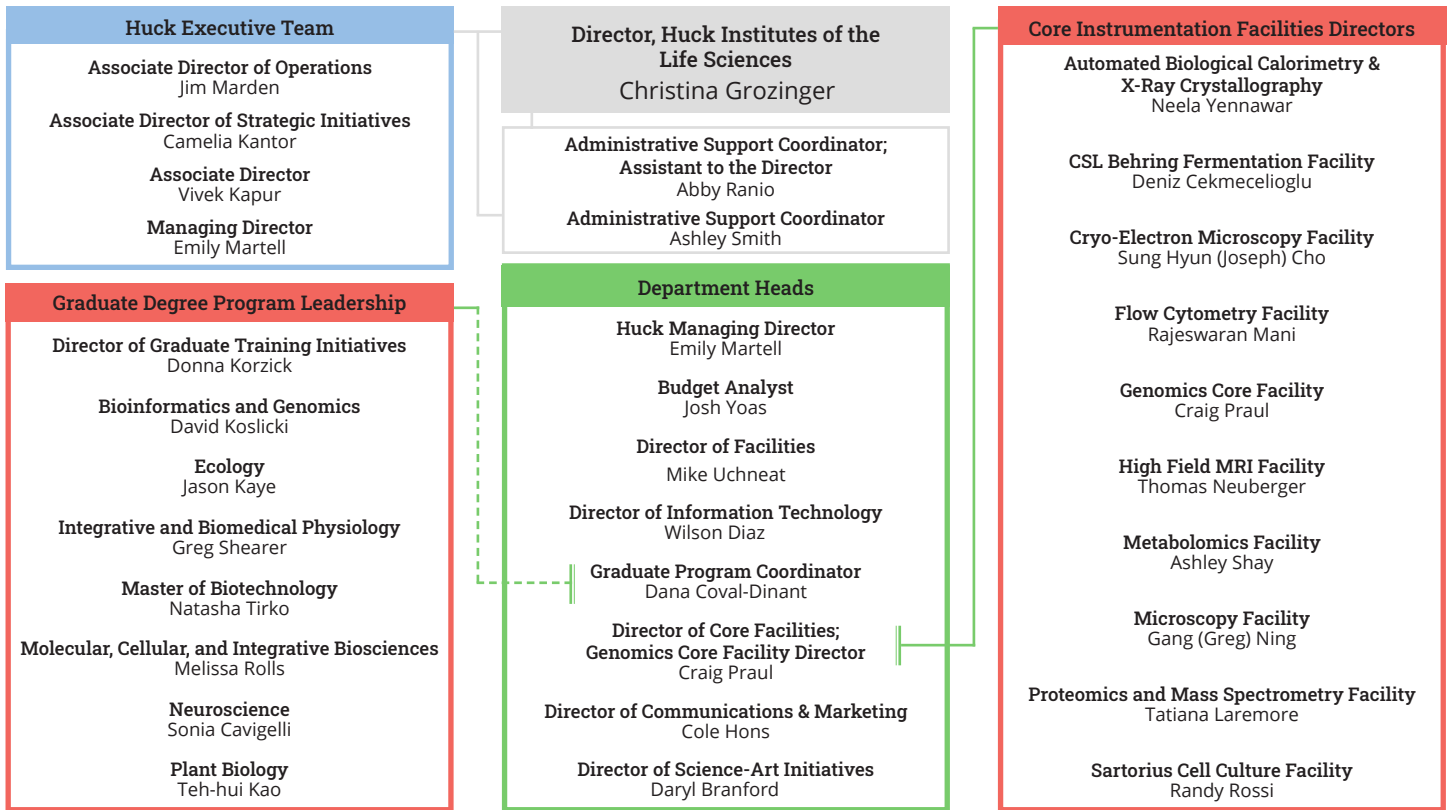 Huck Executive Team
Associate Director of Operations
Jim Marden
Associate Director of Strategic Initiatives
Camelia Kantor
Associate Director
Vivek Kapur
Managing Director
Emily Martell
Director, Huck Institutes of the
Life Sciences
Christina Grozinger
Administrative Support Coordinator;
Assistant to the Director
Abby Ranio
Administrative Support Coordinator
Ashley Smith
Graduate Degree Program Leadership
Director of Graduate Training Initiatives
Donna Korzick
Bioinformatics and Genomics
David Koslicki
Ecology
Jason Kaye
Integrative and Biomedical Physiology
Greg Shearer
Master of Biotechnology
Natasha Tirko
Molecular, Cellular, and Integrative Biosciences
Melissa Rolls
Neuroscience
Sonia Cavigelli
Plant Biology
Teh-hui Kao
Department Heads
Huck Managing Director
Emily Martell
Budget Analyst
Josh Yoas
Director of Facilities
Mike Uchneat
Director of Information Technology
Wilson Diaz
Graduate Program Coordinator
Dana Coval-Dinant
Director of Core Facilities;
Genomics Core Facility Director
Craig Praul
Director of Communications & Marketing
Cole Hons
Director of Science-Art Initiatives
Daryl Branford
Core Instrumentation Facilities Directors
Automated Biological Calorimetry &
X-Ray Crystallography
Neela Yennawar
CSL Behring Fermentation Facility
Deniz Cekmecelioglu
Cryo-Electron Microscopy Facility
Sung Hyun (Joseph) Cho
Flow Cytometry Facility
Rajeswaran Mani
Genomics Core Facility
Craig Praul
High Field MRI Facility
Thomas Neuberger
Metabolomics Facility
Ashley Shay
Microscopy Facility
Gang (Greg) Ning
Proteomics and Mass Spectrometry Facility
Tatiana Laremore
Sartorius Cell Culture Facility
Randy Rossi